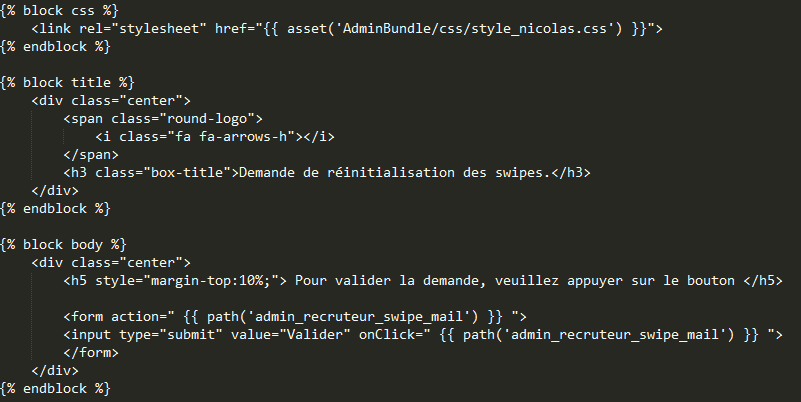 {% block css %}
    <link rel="stylesheet" href="{{ asset('AdminBundle/css/style_nicolas.css') }}">
{% endblock %}

{% block title %}
    <div class="center">
        <span class="round-logo">
            <i class="fa fa-arrows-h"></i>
        </span>
        <h3 class="box-title">Demande de réinitialisation des swipes.</h3>
    </div>
{% endblock %}

{% block body %}
    <div class="center">
        <h5 style="margin-top:10%;"> Pour valider la demande, veuillez appuyer sur le bouton </h5>

        <form action=" {{ path('admin_recruteur_swipe_mail') }} ">
        <input type="submit" value="Valider" onClick=" {{ path('admin_recruteur_swipe_mail') }} ">
        </form>
    </div>
{% endblock %}